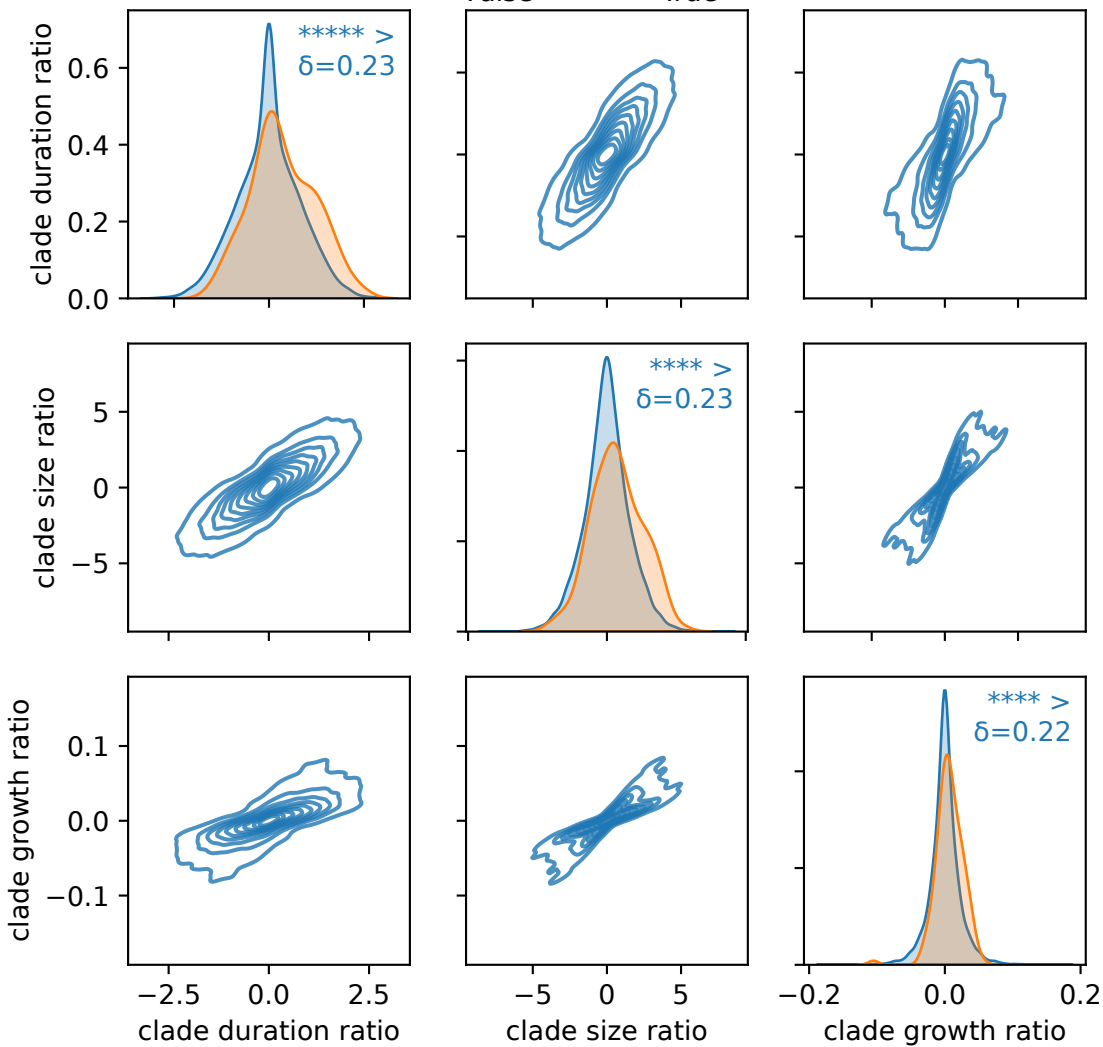 ***** >
δ=0.23
clade duration ratio
0.6
0.4
0.2
0.0
**** >
δ=0.23
clade size ratio
5
0
−5
**** >
δ=0.22
clade growth ratio
0.1
0.0
−0.1
−2.5 0.0 2.5
clade duration ratio
−5 0 5
clade size ratio
−0.2 0.0 0.2
clade growth ratio